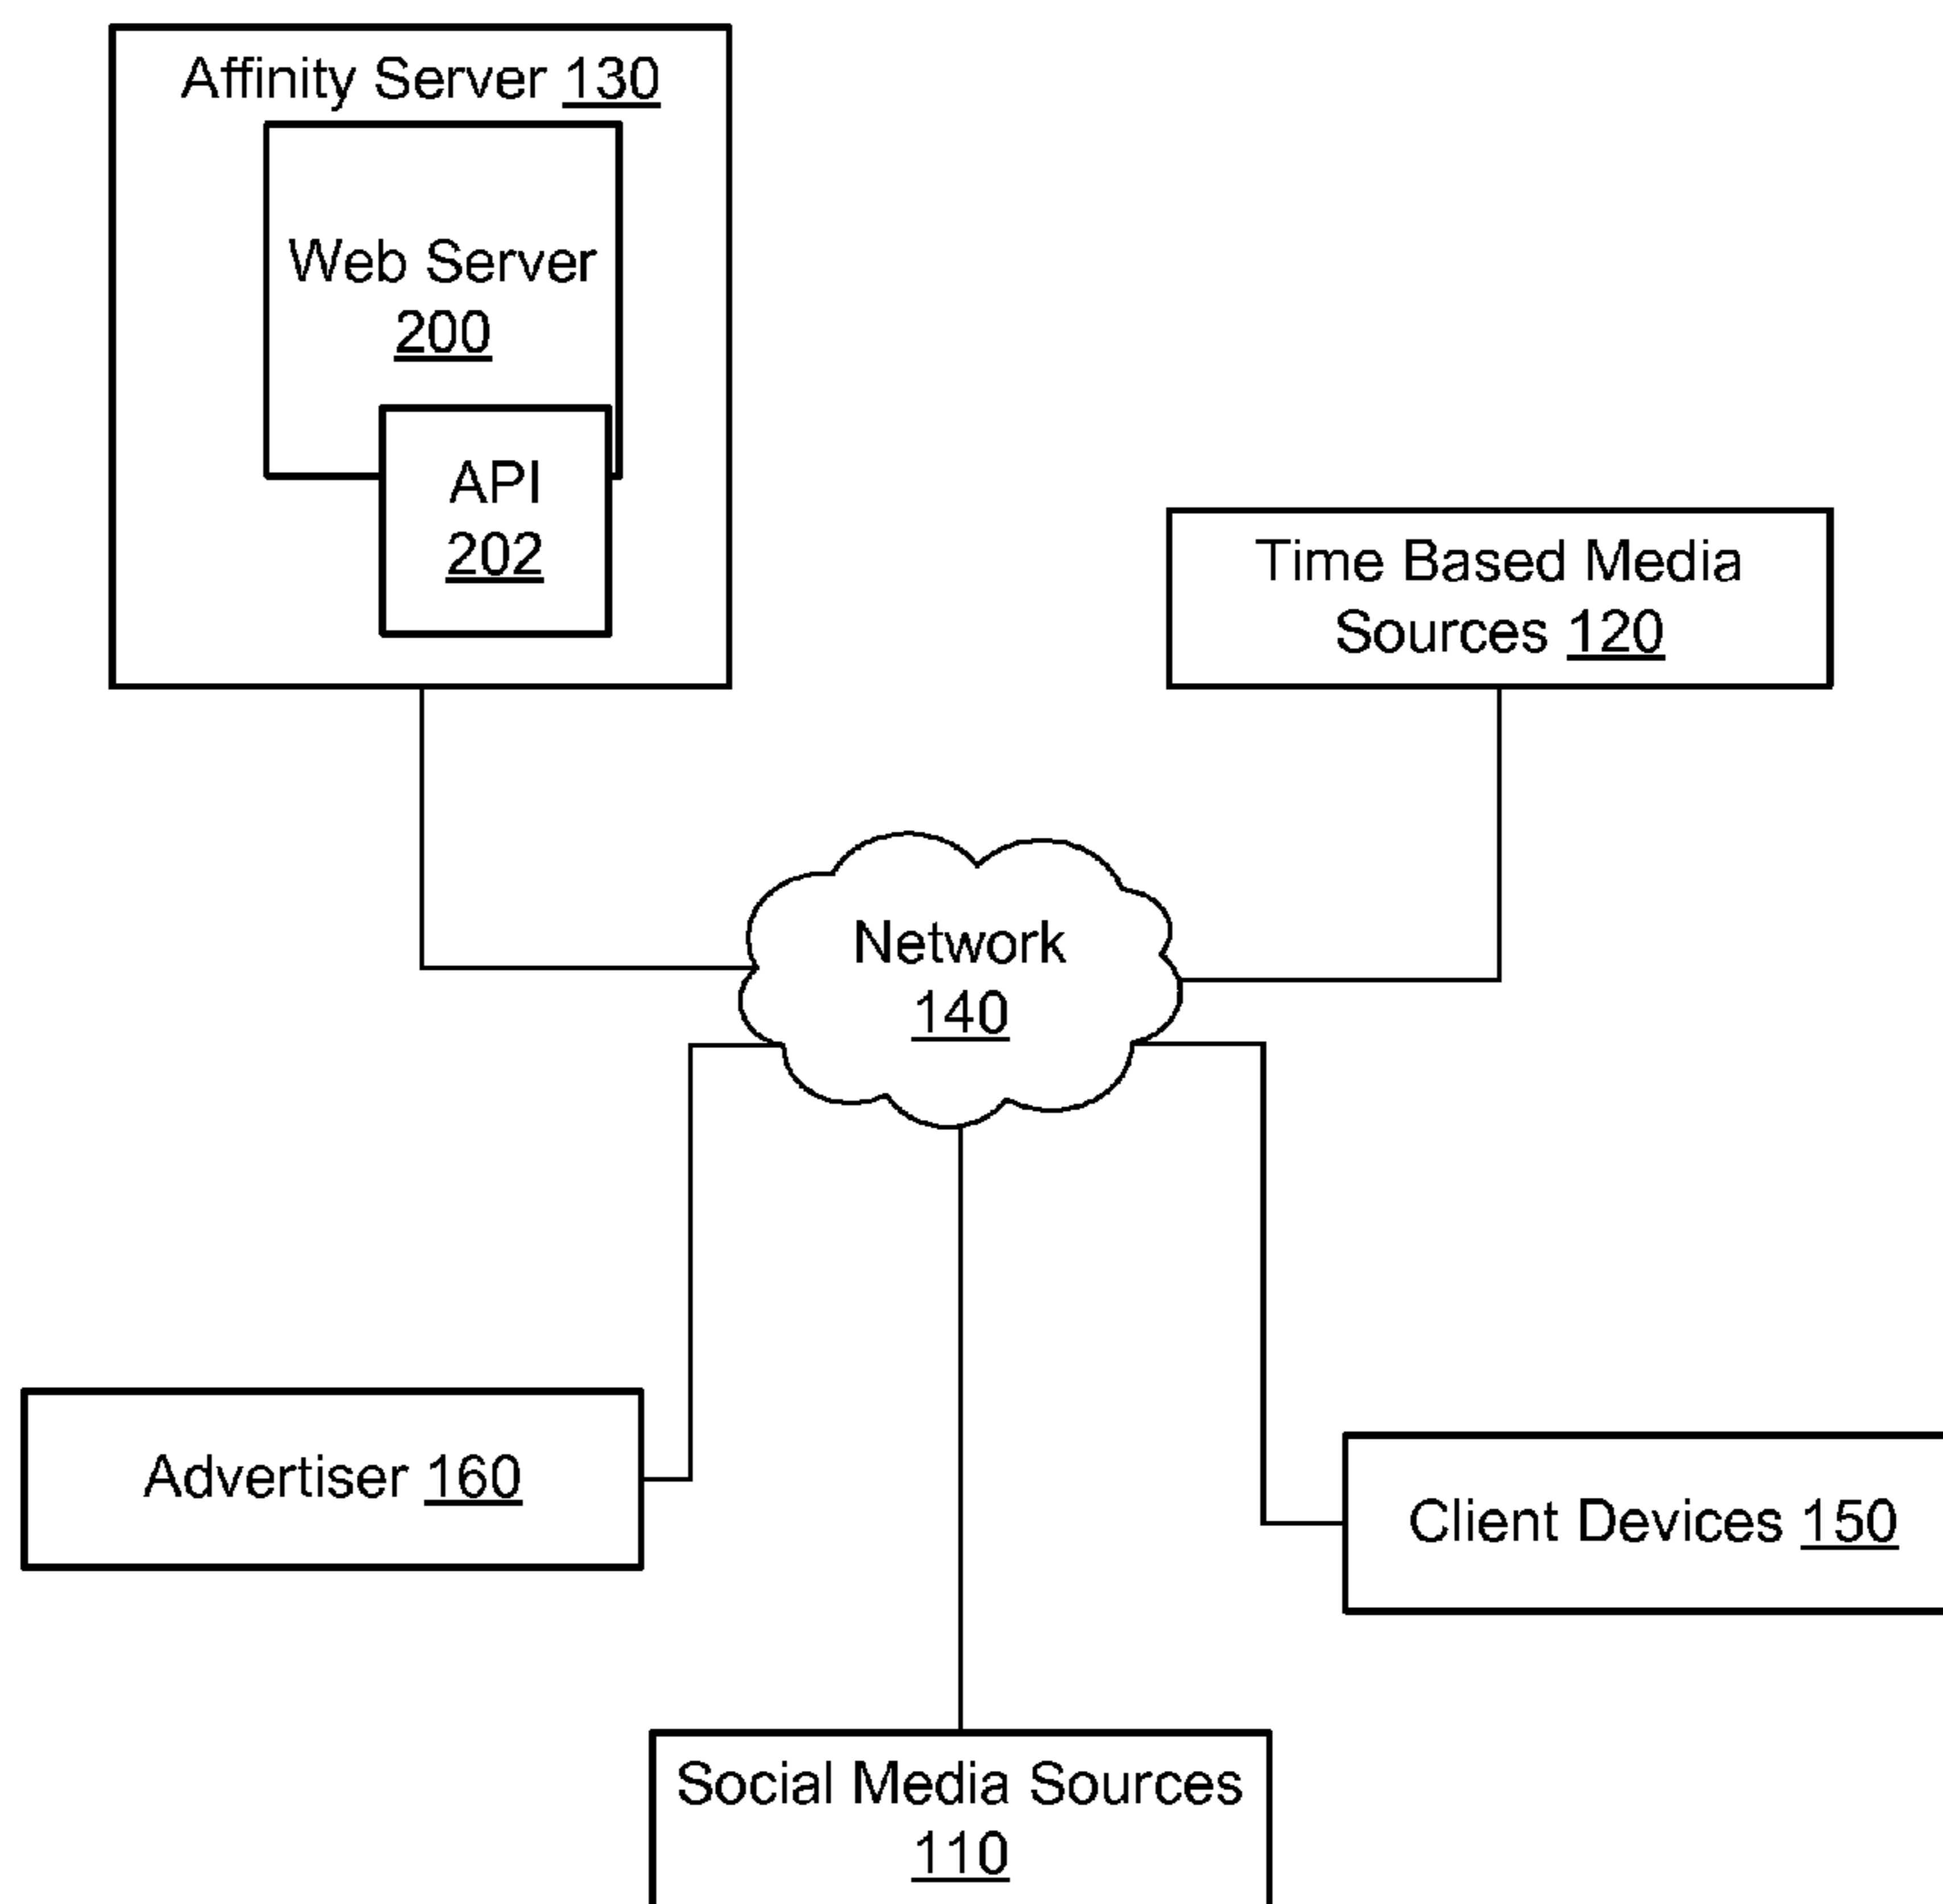 Affinity Server 130
Web Server
200
API
202
Time Based Media
Sources 120
Network
140
Advertiser 160
Client Devices 150
Social Media Sources
110